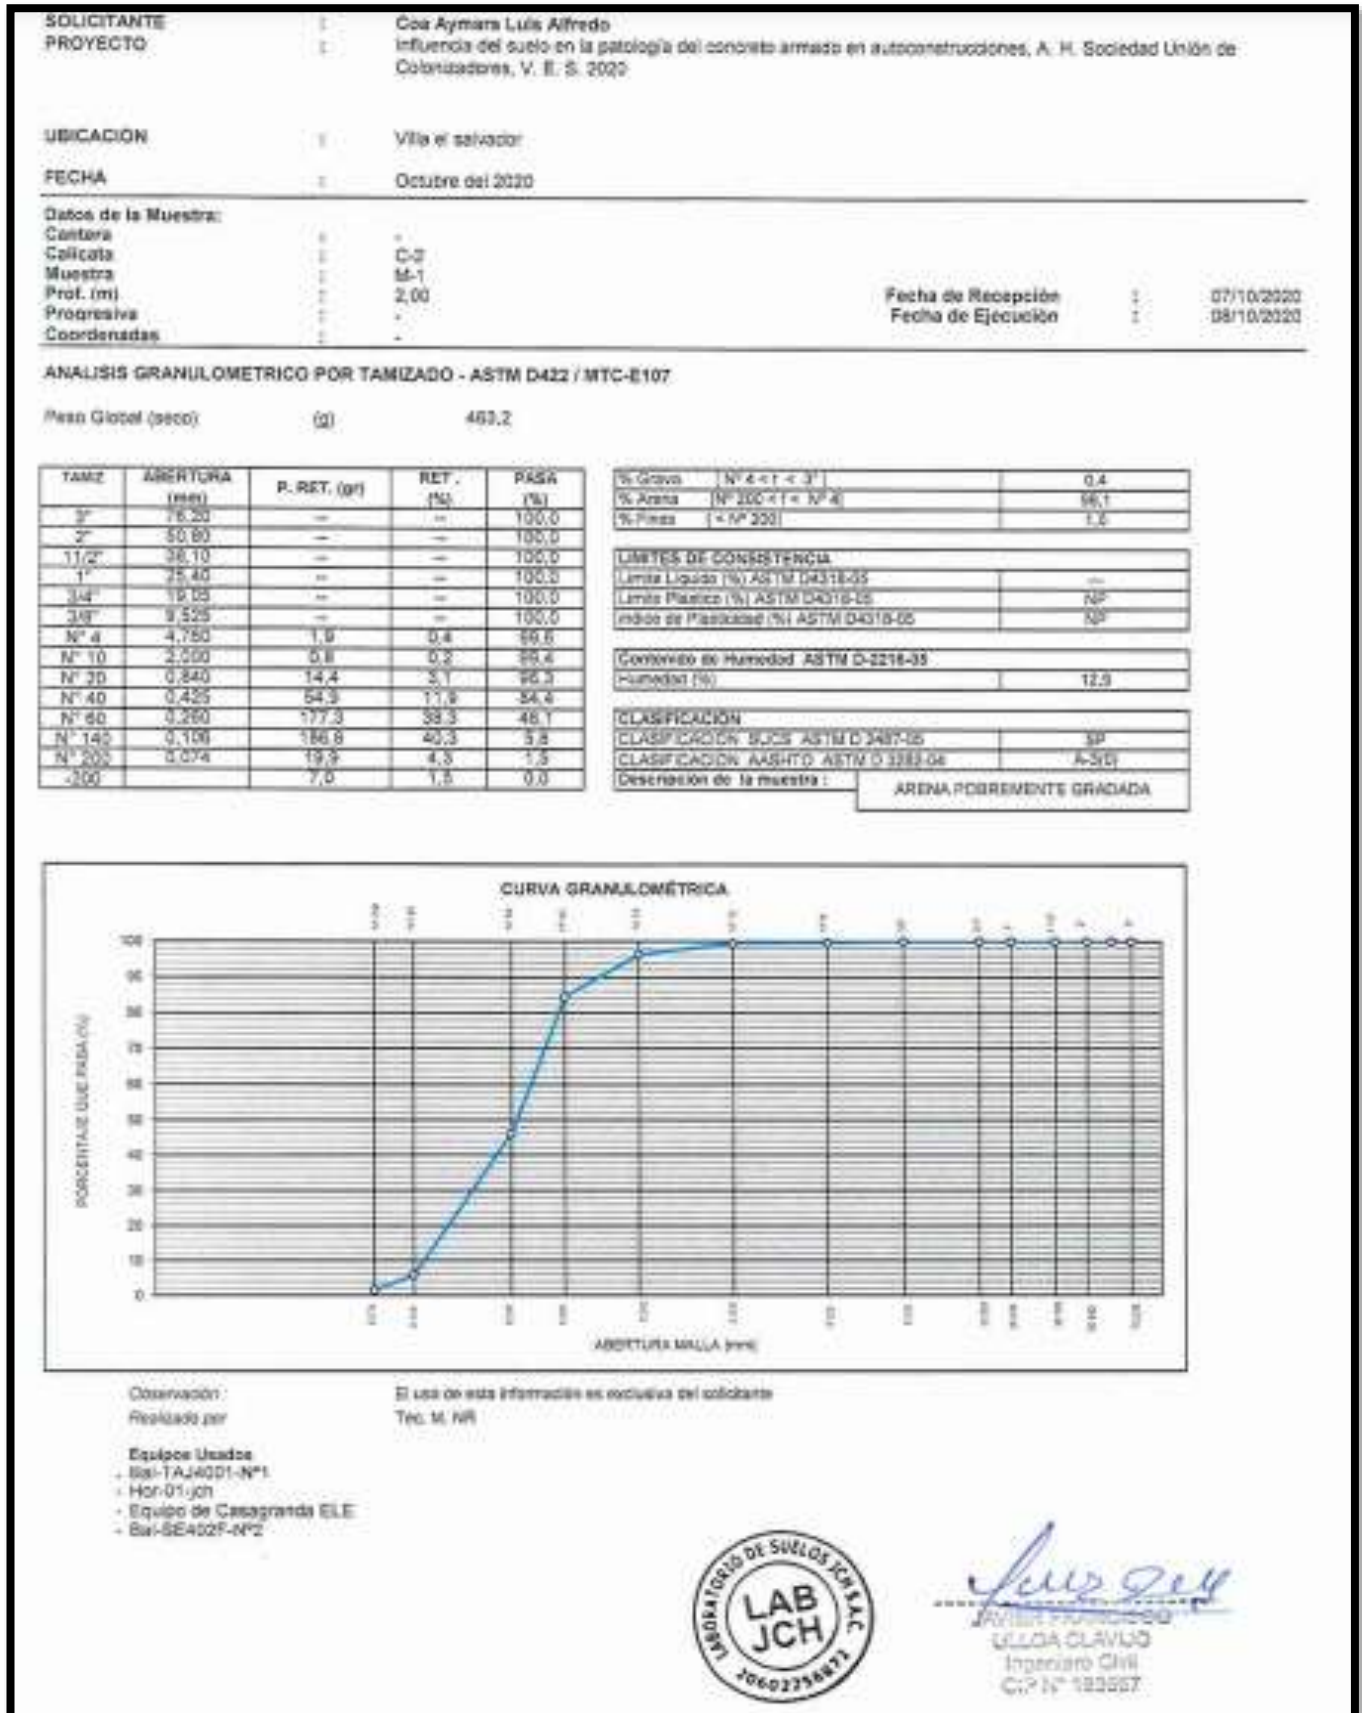 SOLICITANTE : Coa Aymara Luis Alfredo
PROYECTO : Influencia del suelo en la patología del concreto armado en autoconstrucciones, A. H. Sociedad Unión de
Colonizadores, V. E. S. 2020
UBICACIÓN : Villa el salvador
FECHA : Octubre del 2020
Datos de la Muestra:
Cantera : -
Calicata : C-2
Muestra : M-1
Prof. (m) : 2,00 Fecha de Recepción : 07/10/2020
Progresiva : - Fecha de Ejecución : 08/10/2020
Coordenadas : -
ANALISIS GRANULOMETRICO POR TAMIZADO - ASTM D422 / MTC-E107
Peso Global (seco) (g) 463,2
TAMIZ ABERTURA (mm) P. RET. (gr) RET. (%) PASA (%)
3" 76,20 -- -- 100,0
2" 50,80 -- -- 100,0
11/2" 38,10 -- -- 100,0
1" 25,40 -- -- 100,0
3/4" 19,05 -- -- 100,0
3/8" 9,525 -- -- 100,0
N° 4 4,760 1,9 0,4 99,6
N° 10 2,000 0,8 0,2 99,4
N° 20 0,840 14,4 3,1 96,3
N° 40 0,425 54,9 11,9 84,4
N° 60 0,260 177,3 38,3 46,1
N° 140 0,106 186,8 40,3 5,8
N° 200 0,074 19,9 4,3 1,5
-200 7,0 1,5 0,0
% Grava [N° 4 < f < 3"] 0,4
% Arena [N° 200 < f < N° 4] 98,1
% Finos [< N° 200] 1,5
LIMITES DE CONSISTENCIA
Limite Liquido (%) ASTM D4318-05 --
Limite Plastico (%) ASTM D4318-05 NP
Indice de Plasticidad (%) ASTM D4318-05 NP
Contenido de Humedad ASTM D-2216-05
Humedad (%) 12,9
CLASIFICACION
CLASIFICACION SUCS ASTM D 2487-05 SP
CLASIFICACION AASHTO ASTM D 3282-04 A-3(0)
Descripción de la muestra : ARENA POBREMENTE GRADADA
CURVA GRANULOMÉTRICA
PORCENTAJE QUE PASA (%)
100
90
80
70
60
50
40
30
20
10
0
ABERTURA MALLA (mm)
Observación : El uso de esta información es exclusiva del solicitante
Realizado por Tec. M. NR
Equipos Usados
- Bal-TAJ4001-N°1
- Hor-01-jch
- Equipo de Casagranda ELE
- Bal-SE402F-N°2
LABORATORIO DE SUELOS JCH S.A.C.
LAB
JCH
JAVIER FRANCISCO
ULLOA CLAVIJO
Ingeniero Civil